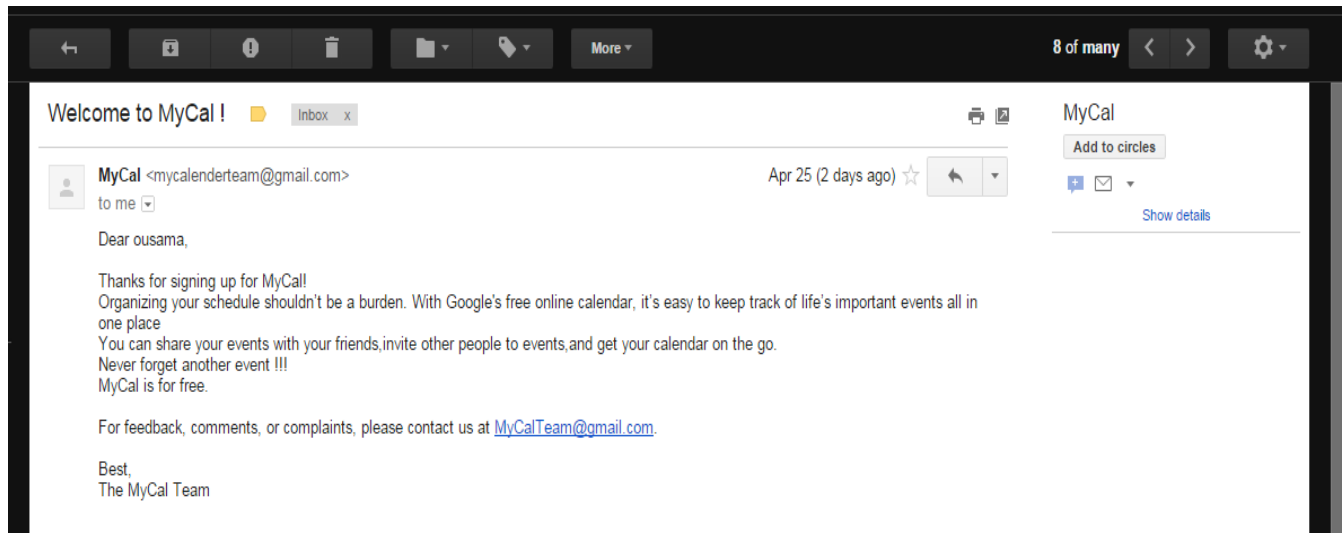 More
8 of many
Welcome to MyCal !
Inbox x
MyCal
Add to circles
MyCal <mycalenderteam@gmail.com>
Apr 25 (2 days ago)
to me
Show details
Dear ousama,
Thanks for signing up for MyCal!
Organizing your schedule shouldn't be a burden. With Google's free online calendar, it's easy to keep track of life's important events all in
one place
You can share your events with your friends,invite other people to events,and get your calendar on the go.
Never forget another event !!!
MyCal is for free.
For feedback, comments, or complaints, please contact us at MyCalTeam@gmail.com.
Best,
The MyCal Team